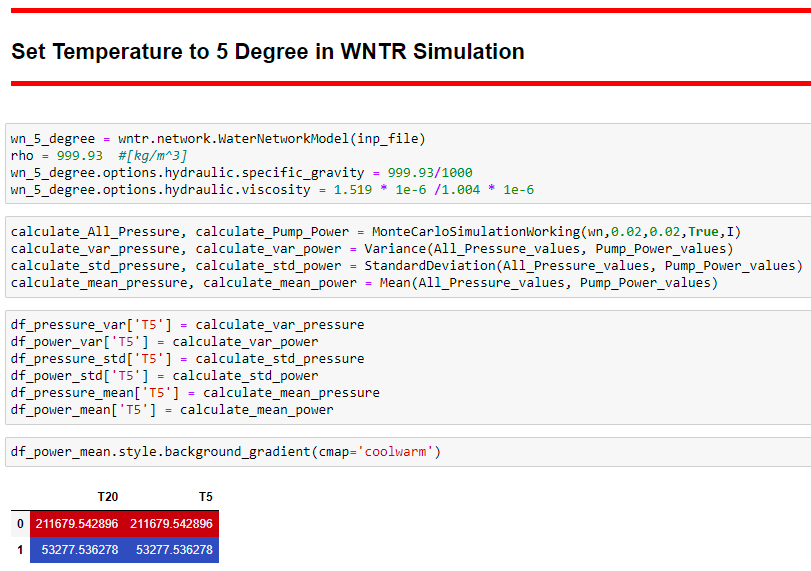 Set Temperature to 5 Degree in WNTR Simulation
wn_5_degree = wntr.network.WaterNetworkModel(inp_file)
rho = 999.93  #[kg/m^3]
wn_5_degree.options.hydraulic.specific_gravity = 999.93/1000
wn_5_degree.options.hydraulic.viscosity = 1.519 * 1e-6 /1.004 * 1e-6
calculate_All_Pressure, calculate_Pump_Power = MonteCarloSimulationWorking(wn,0.02,0.02,True,I)
calculate_var_pressure, calculate_var_power = Variance(All_Pressure_values, Pump_Power_values)
calculate_std_pressure, calculate_std_power = StandardDeviation(All_Pressure_values, Pump_Power_values)
calculate_mean_pressure, calculate_mean_power = Mean(All_Pressure_values, Pump_Power_values)
df_pressure_var['T5'] = calculate_var_pressure
df_power_var['T5'] = calculate_var_power
df_pressure_std['T5'] = calculate_std_pressure
df_power_std['T5'] = calculate_std_power
df_pressure_mean['T5'] = calculate_mean_pressure
df_power_mean['T5'] = calculate_mean_power
df_power_mean.style.background_gradient(cmap='coolwarm')
T20 T5
0 211679.542896 211679.542896
1 53277.536278 53277.536278